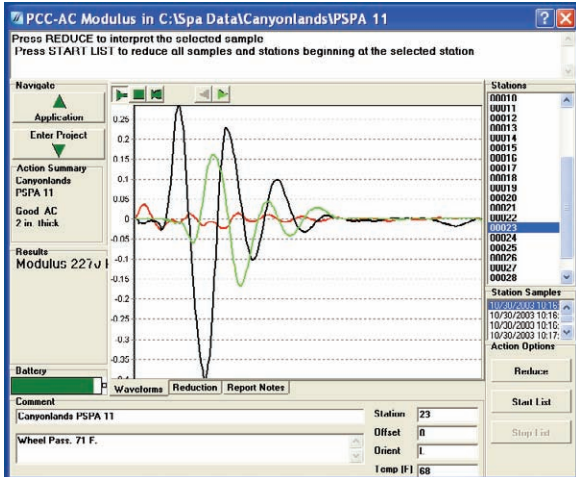 PCC-AC Modulus in C:\Spa Data\Canyonlands\PSPA 11
Press REDUCE to interpret the selected sample
Press START LIST to reduce all samples and stations beginning at the selected station
Navigate
Application
Enter Project
Action Summary
Canyonlands
PSPA 11
Good AC
2 in. thick
Results
Modulus 2270
Battery
0.25
0.2
0.15
0.1
0.05
0
-0.05
-0.1
-0.15
-0.2
-0.25
-0.3
-0.35
-0.4
Waveforms
Reduction
Report Notes
Stations
00010
00011
00012
00013
00014
00015
00016
00017
00018
00019
00020
00021
00022
00023
00024
00025
00026
00027
00028
Station Samples
10/30/2003 10:16:
10/30/2003 10:16:
10/30/2003 10:16:
10/30/2003 10:17:
Action Options
Reduce
Start List
Stop List
Comment
Canyonlands PSPA 11
Wheel Pass. 71 F.
Station 23
Offset 0
Orient L
Temp (F) 68